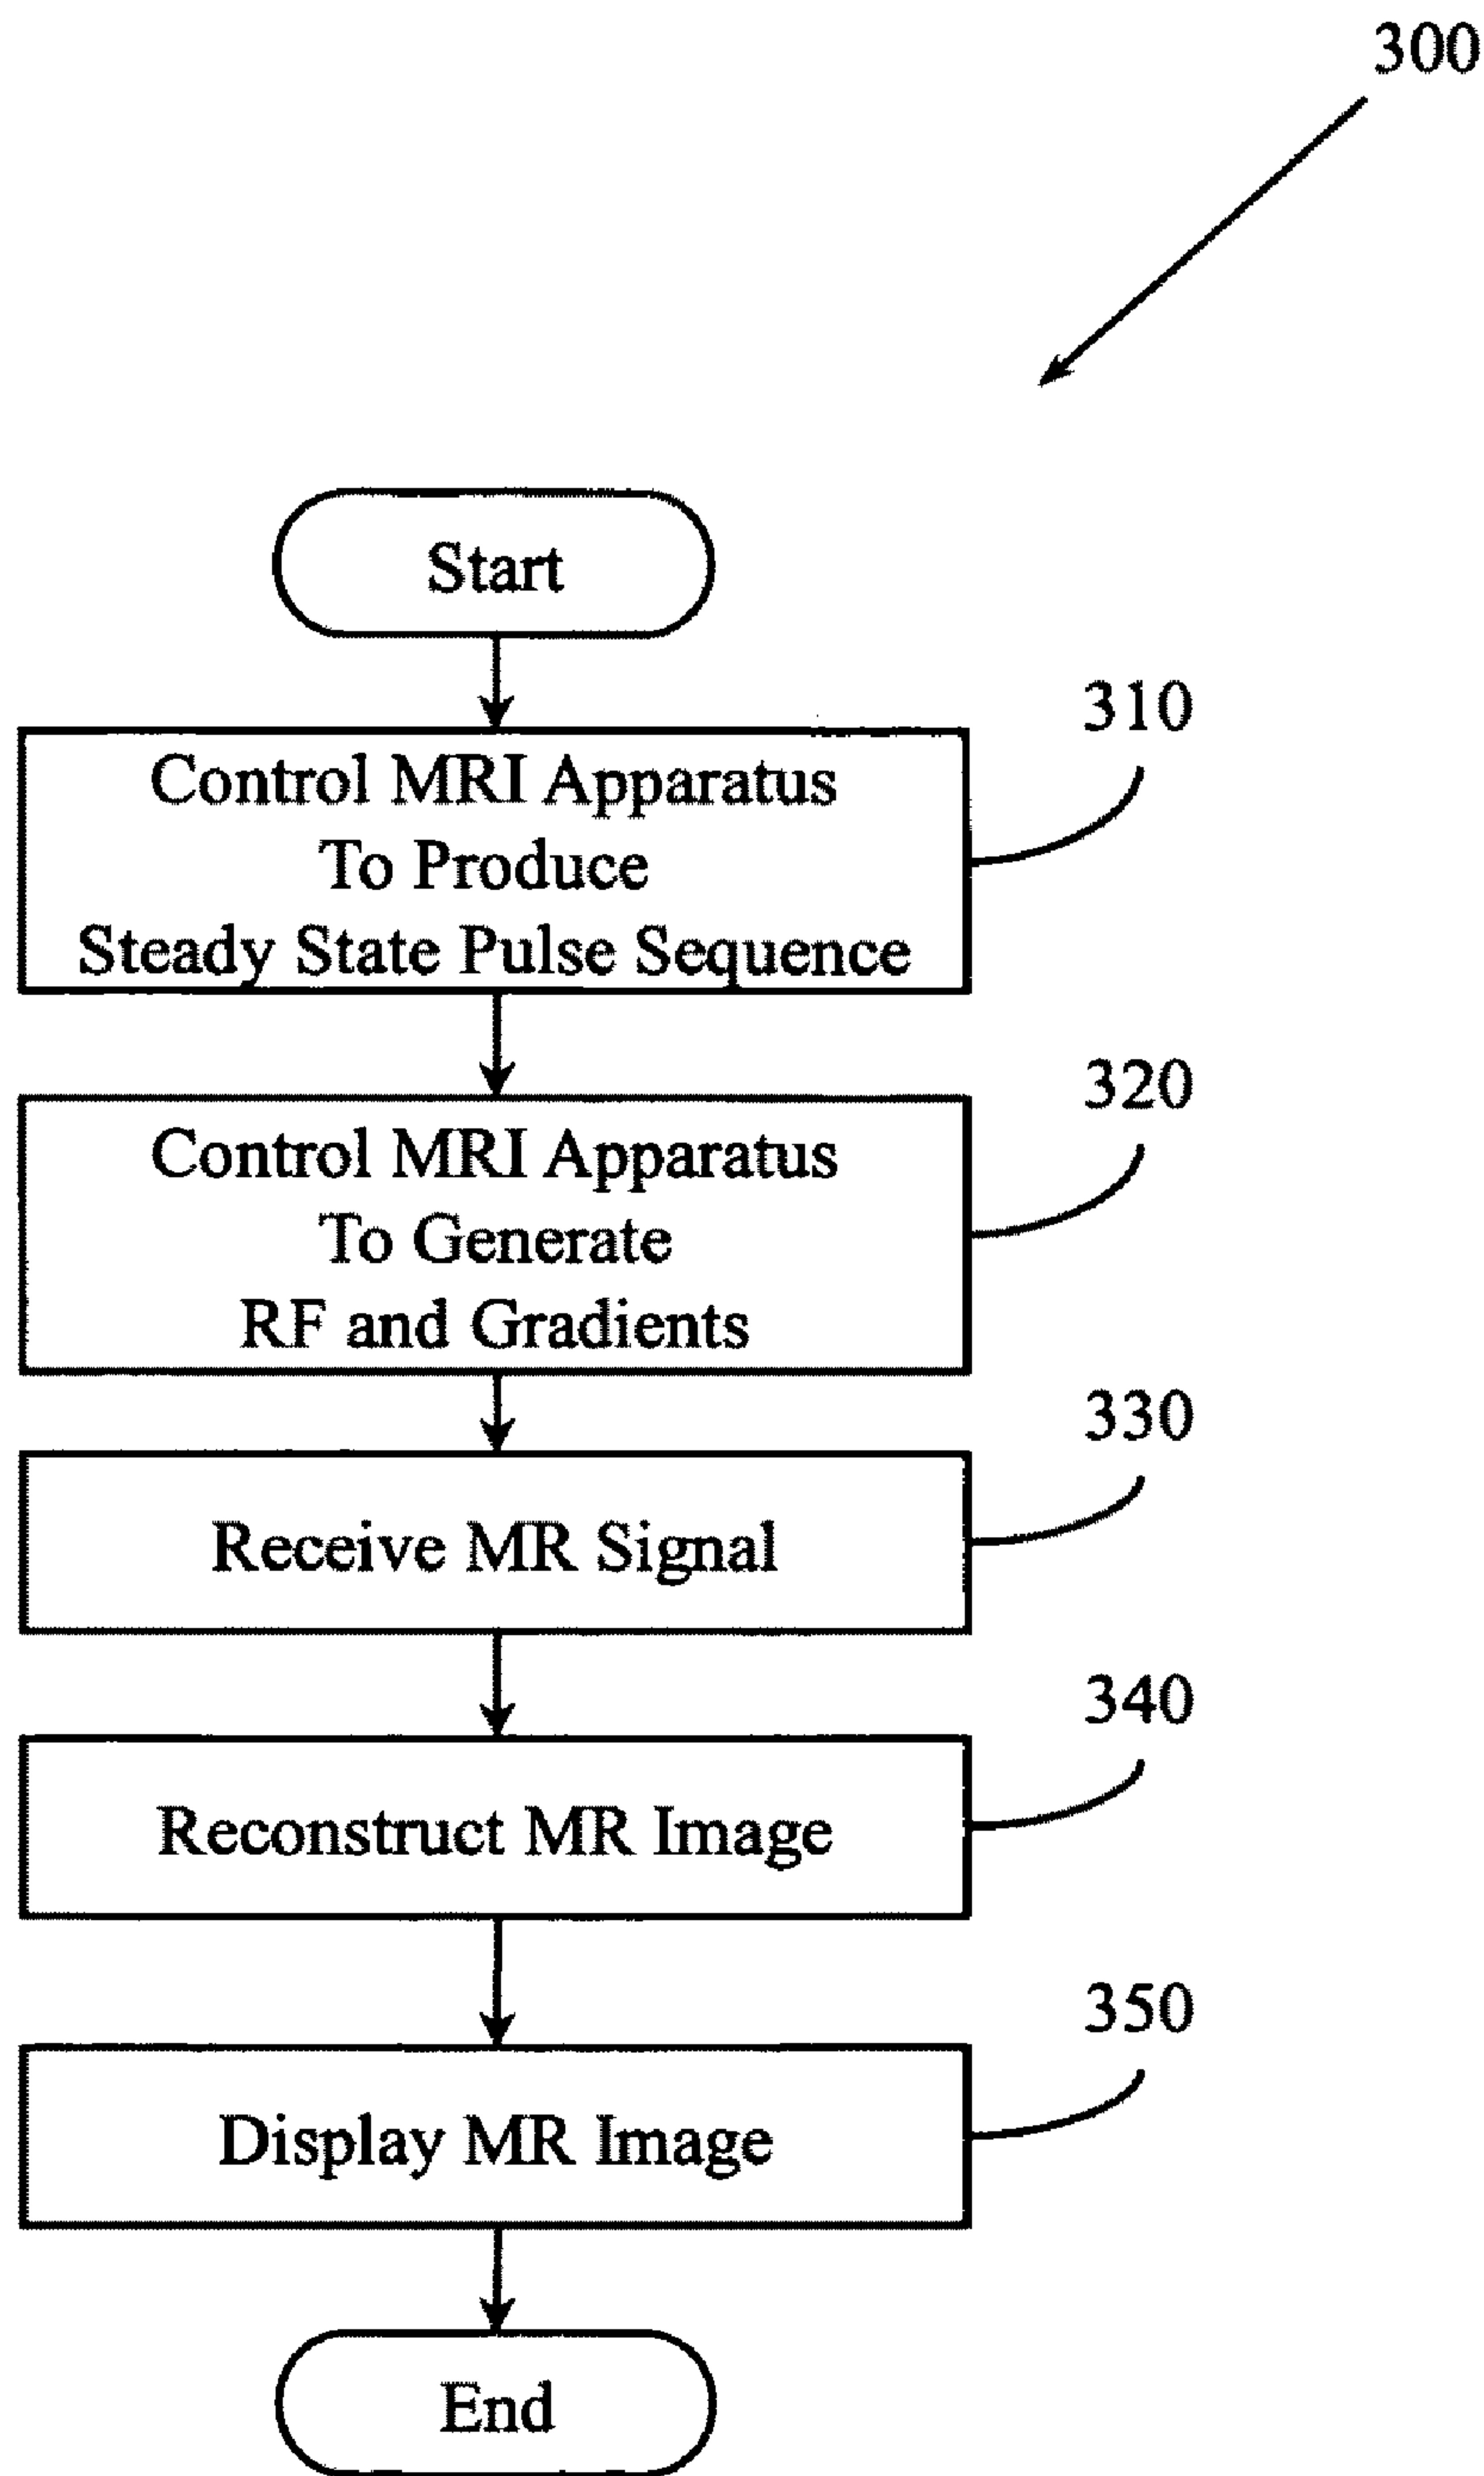 300
Start
310
Control MRI Apparatus
To Produce
Steady State Pulse Sequence
320
Control MRI Apparatus
To Generate
RF and Gradients
330
Receive MR Signal
340
Reconstruct MR Image
350
Display MR Image
End